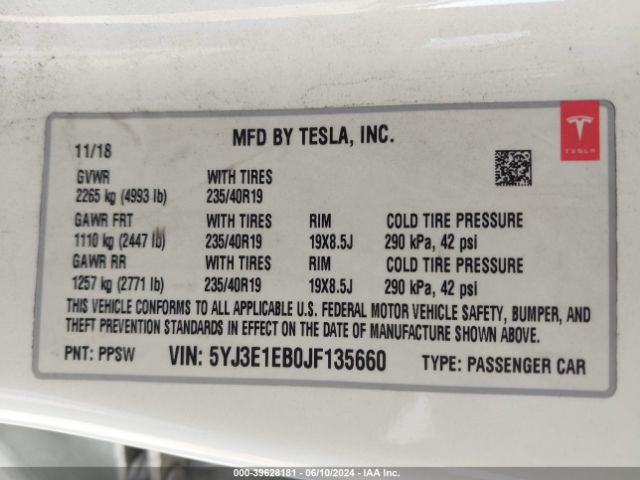 MFD BY TESLA, INC.
TESLA
11/18
GVWR WITH TIRES
2265 kg (4993 lb) 235/40R19
GAWR FRT WITH TIRES RIM COLD TIRE PRESSURE
1110 kg (2447 lb) 235/40R19 19X8.5J 290 kPa, 42 psi
GAWR RR WITH TIRES RIM COLD TIRE PRESSURE
1257 kg (2771 lb) 235/40R19 19X8.5J 290 kPa, 42 psi
THIS VEHICLE CONFORMS TO ALL APPLICABLE U.S. FEDERAL MOTOR VEHICLE SAFETY, BUMPER, AND
THEFT PREVENTION STANDARDS IN EFFECT ON THE DATE OF MANUFACTURE SHOWN ABOVE.
PNT: PPSW VIN: 5YJ3E1EB0JF135660 TYPE: PASSENGER CAR
000-39628181 - 06/10/2024 - IAA Inc.